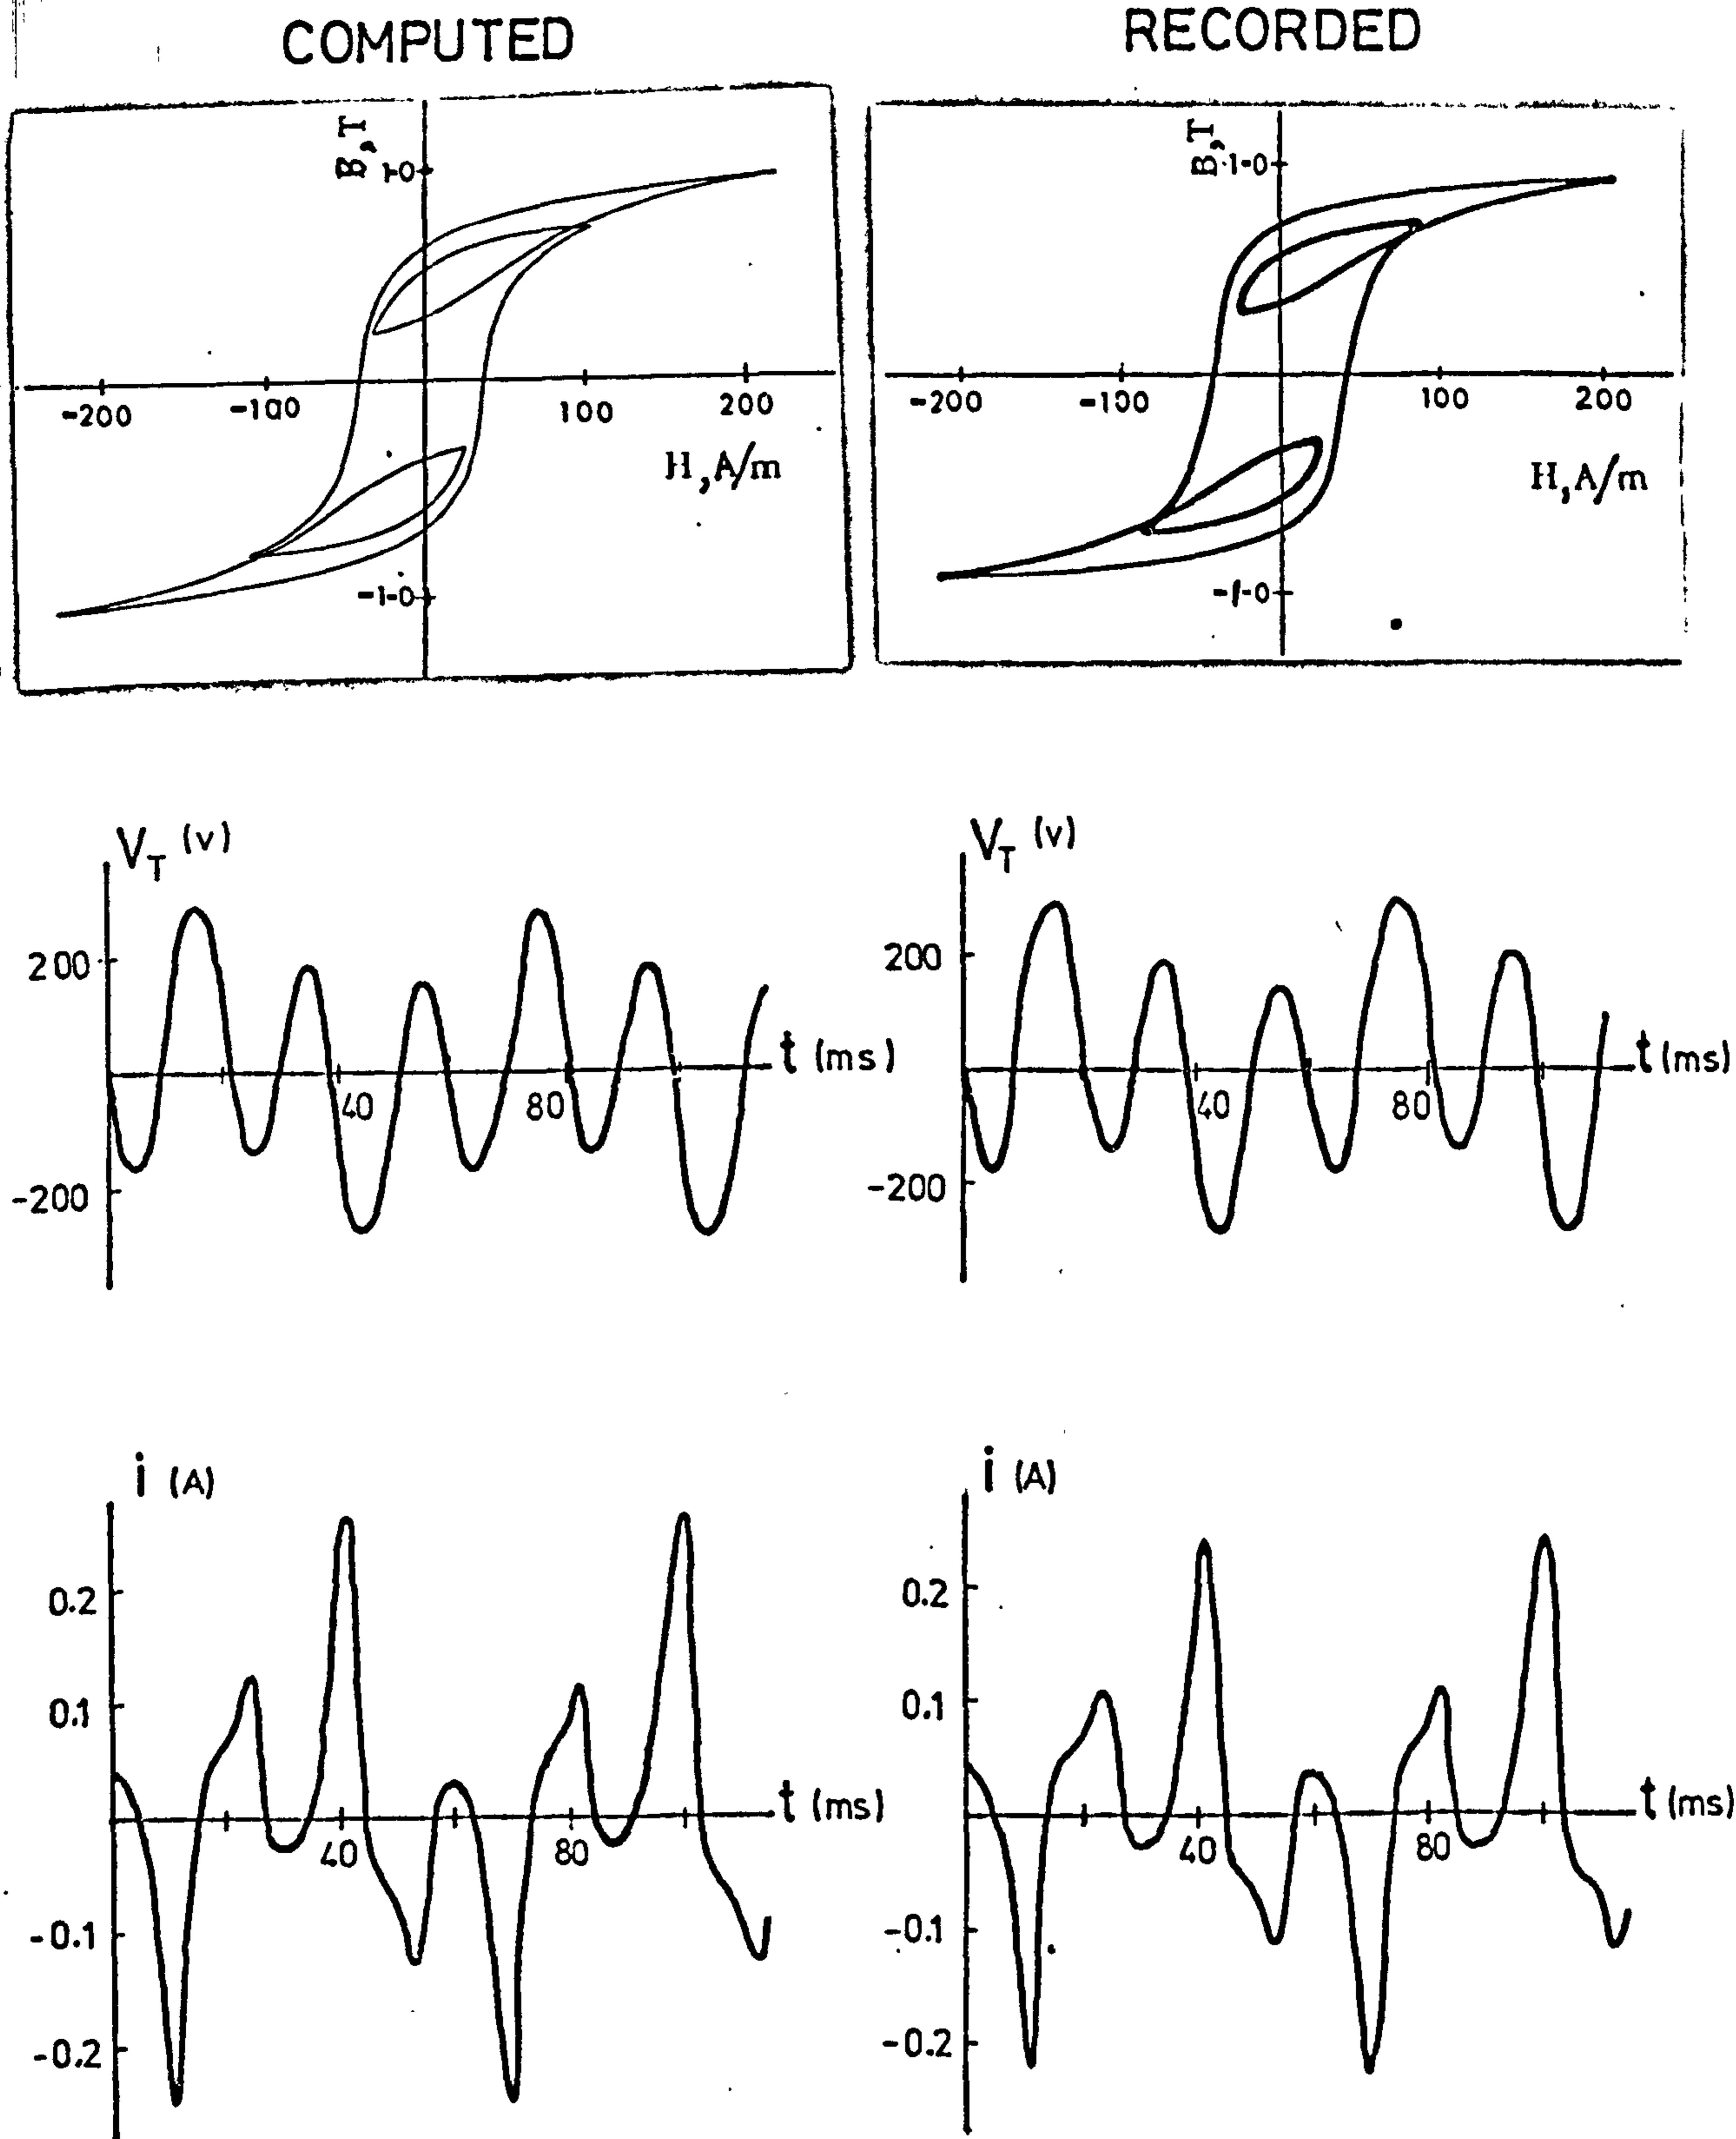 COMPUTED
RECORDED
B,T
1-0
-200 -100 100 200
H,A/m
-1-0
B,T
1-0
-200 -100 100 200
H,A/m
-1-0
V_T (v)
200
t (ms)
40 80
-200
V_T (v)
200
t (ms)
40 80
-200
i (A)
0.2
0.1
t (ms)
40 80
-0.1
-0.2
i (A)
0.2
0.1
t (ms)
40 80
-0.1
-0.2